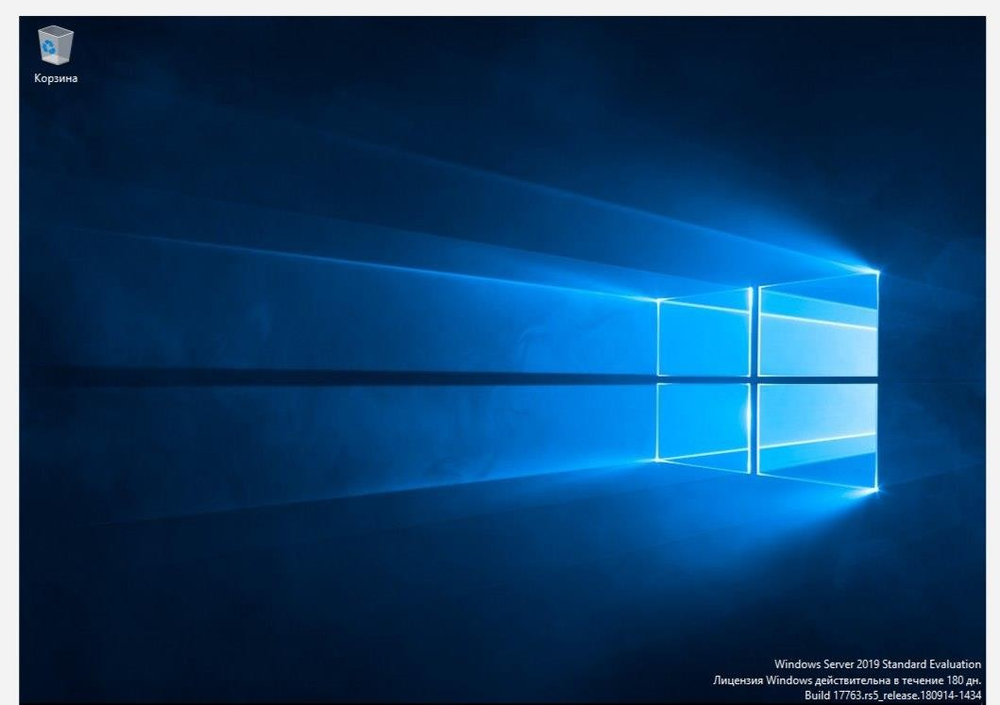 Корзина
Windows Server 2019 Standard Evaluation
Лицензия Windows действительна в течение 180 дн.
Build 17763.rs5_release.180914-1434